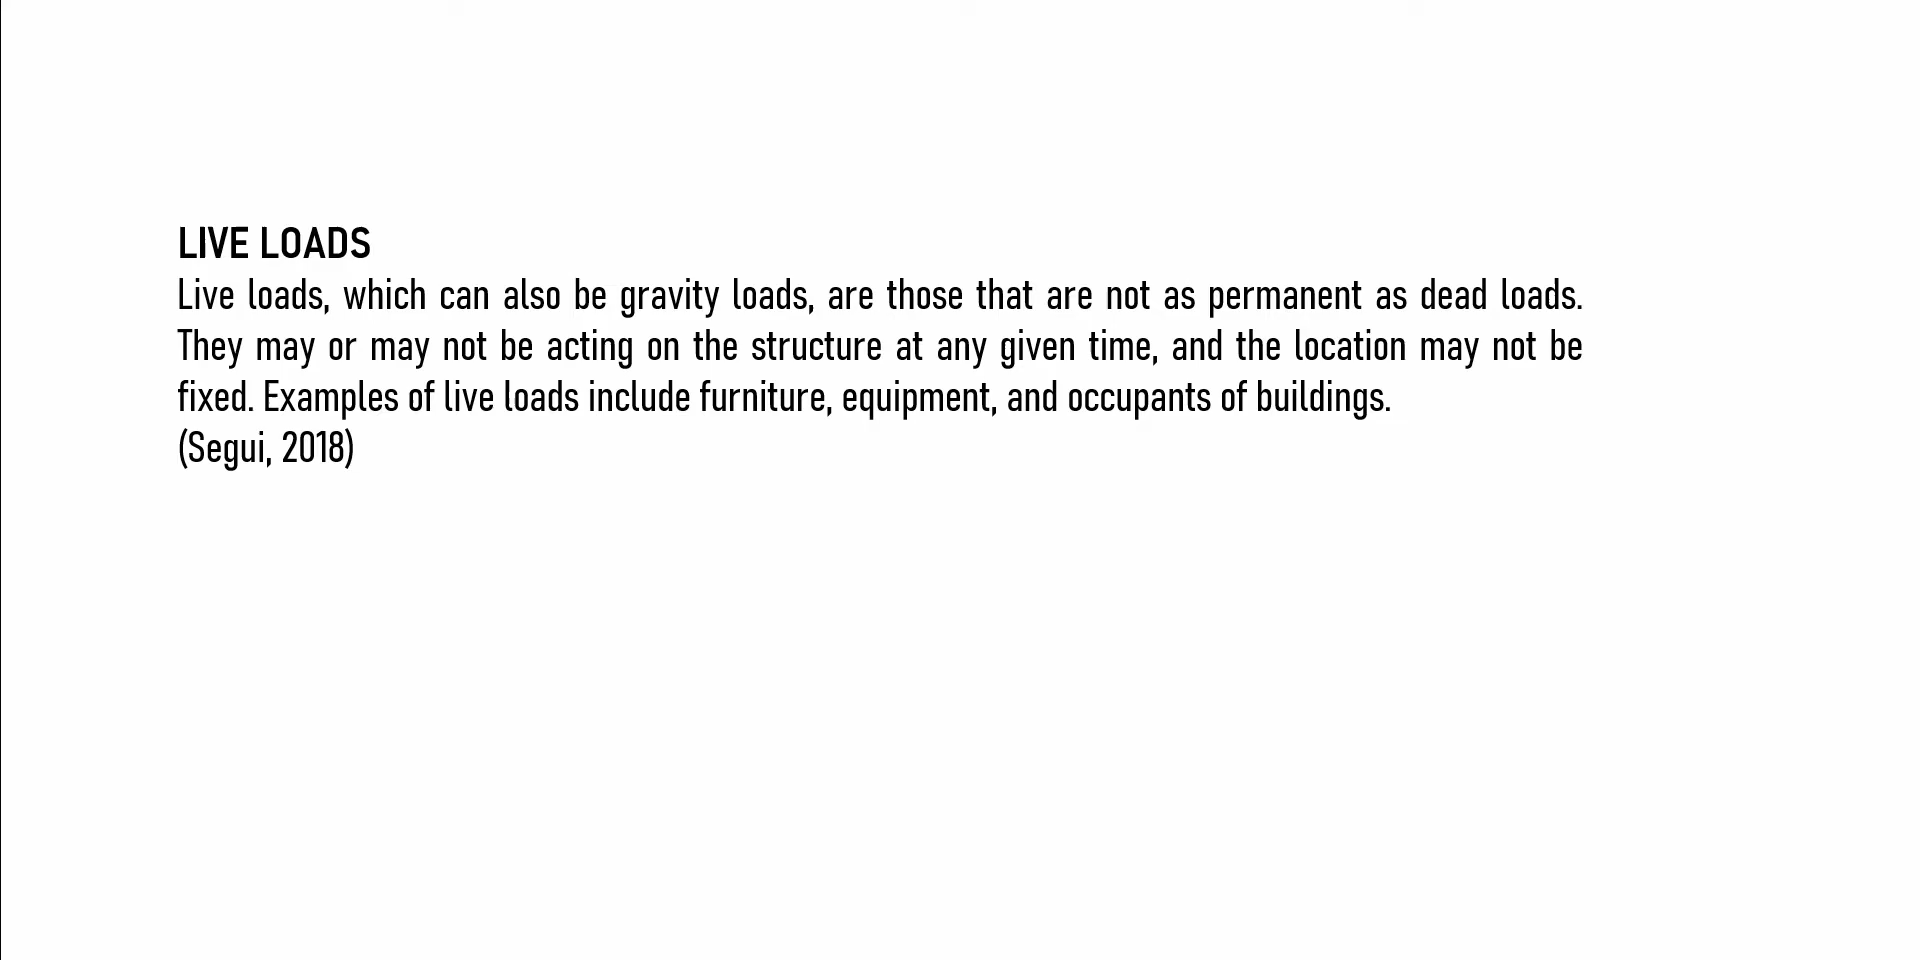 LIVE LOADS
Live loads, which can also be gravity loads, are those that are not as permanent as dead loads.
They may or may not be acting on the structure at any given time, and the location may not be
fixed. Examples of live loads include furniture, equipment, and occupants of buildings.
(Segui, 2018)